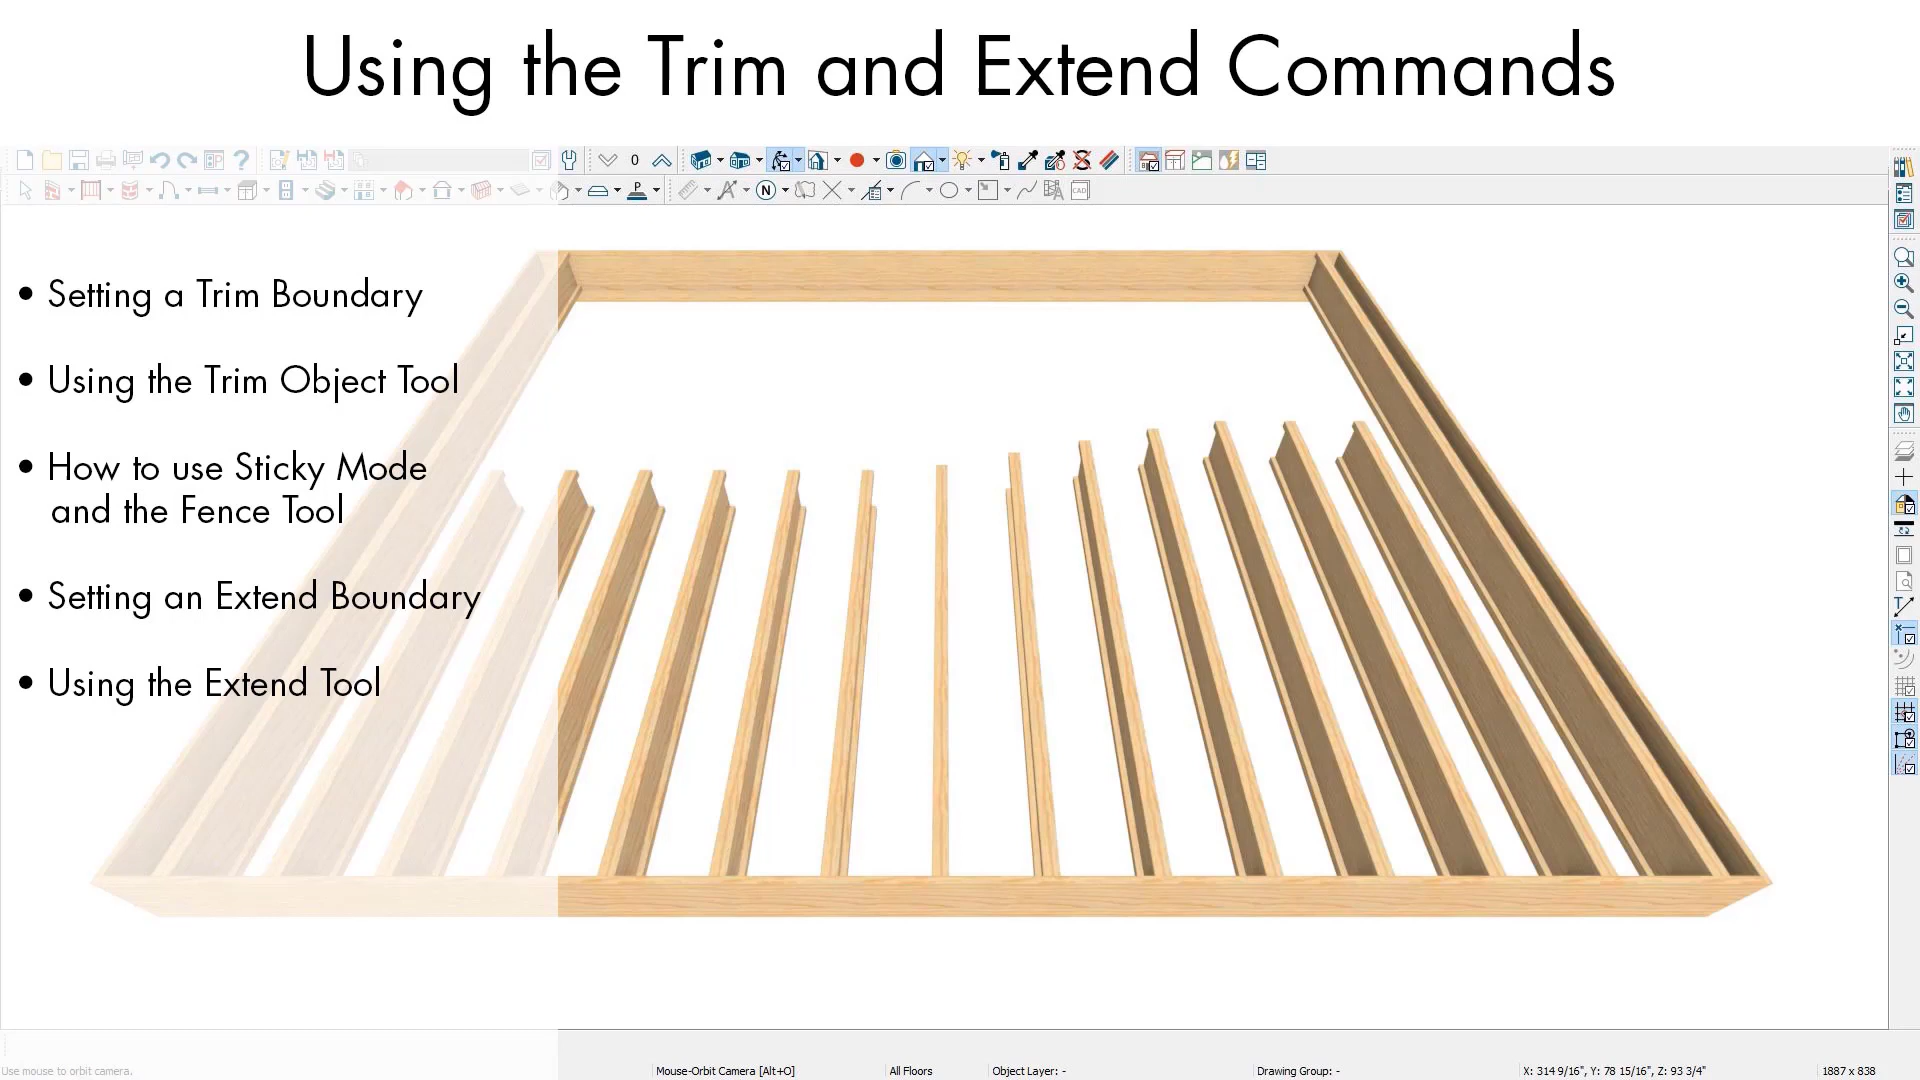 Using the Trim and Extend Commands
0
P
N
CAD
• Setting a Trim Boundary
• Using the Trim Object Tool
• How to use Sticky Mode
and the Fence Tool
• Setting an Extend Boundary
• Using the Extend Tool
T
Use mouse to orbit camera.
Mouse-Orbit Camera [Alt+O]
All Floors
Object Layer: -
Drawing Group: -
X: 314 9/16", Y: 78 15/16", Z: 93 3/4"
1887 x 838